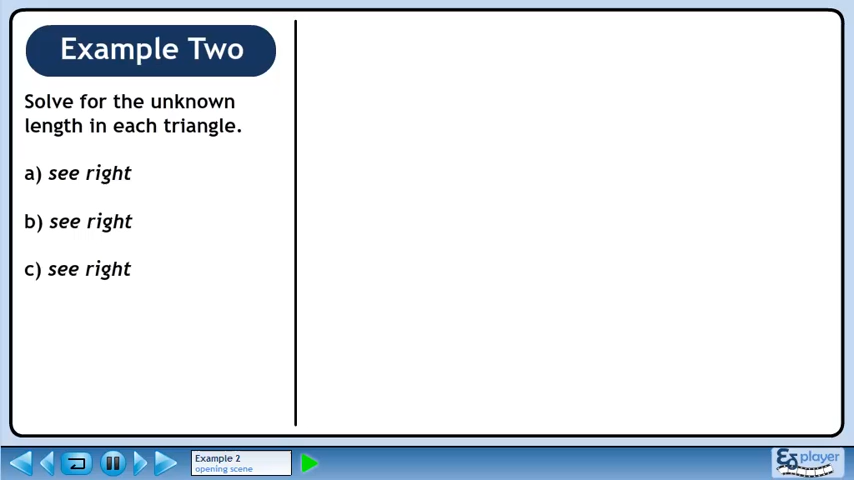 Example Two
Solve for the unknown
length in each triangle.
a) see right
b) see right
c) see right
Example 2
opening scene
player